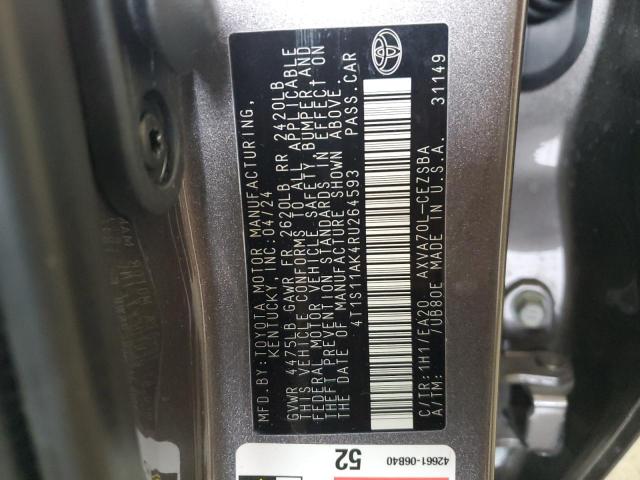 MFD. BY: TOYOTA MOTOR MANUFACTURING,
KENTUCKY, INC. 04/24
GVWR 4475LB GAWR FR 2620LB RR 2420LB
THIS VEHICLE CONFORMS TO ALL APPLICABLE
FEDERAL MOTOR VEHICLE SAFETY BUMPER AND
THEFT PREVENTION STANDARDS IN EFFECT ON
THE DATE OF MANUFACTURE SHOWN ABOVE.
4T1S11AK4RU264593 PASS. CAR
C/TR: 1H1/EA20 AXVA70L-CEZSBA
A/TM: /UB80E MADE IN U.S.A. 31149
42661-06B40
52